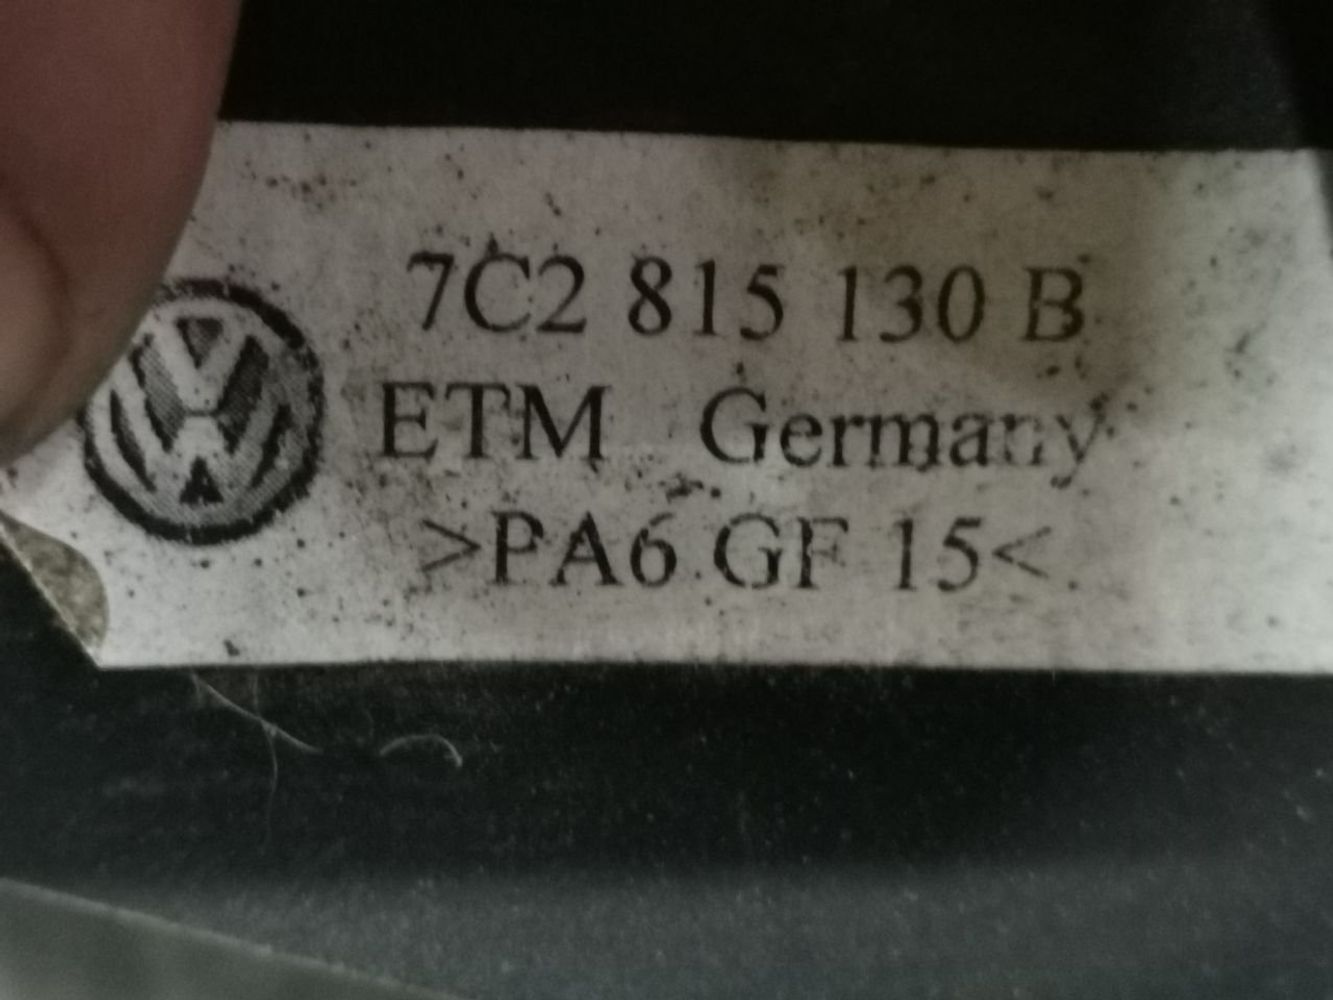 7C2 815 130 B
ETM Germany
>PA6 GF 15<